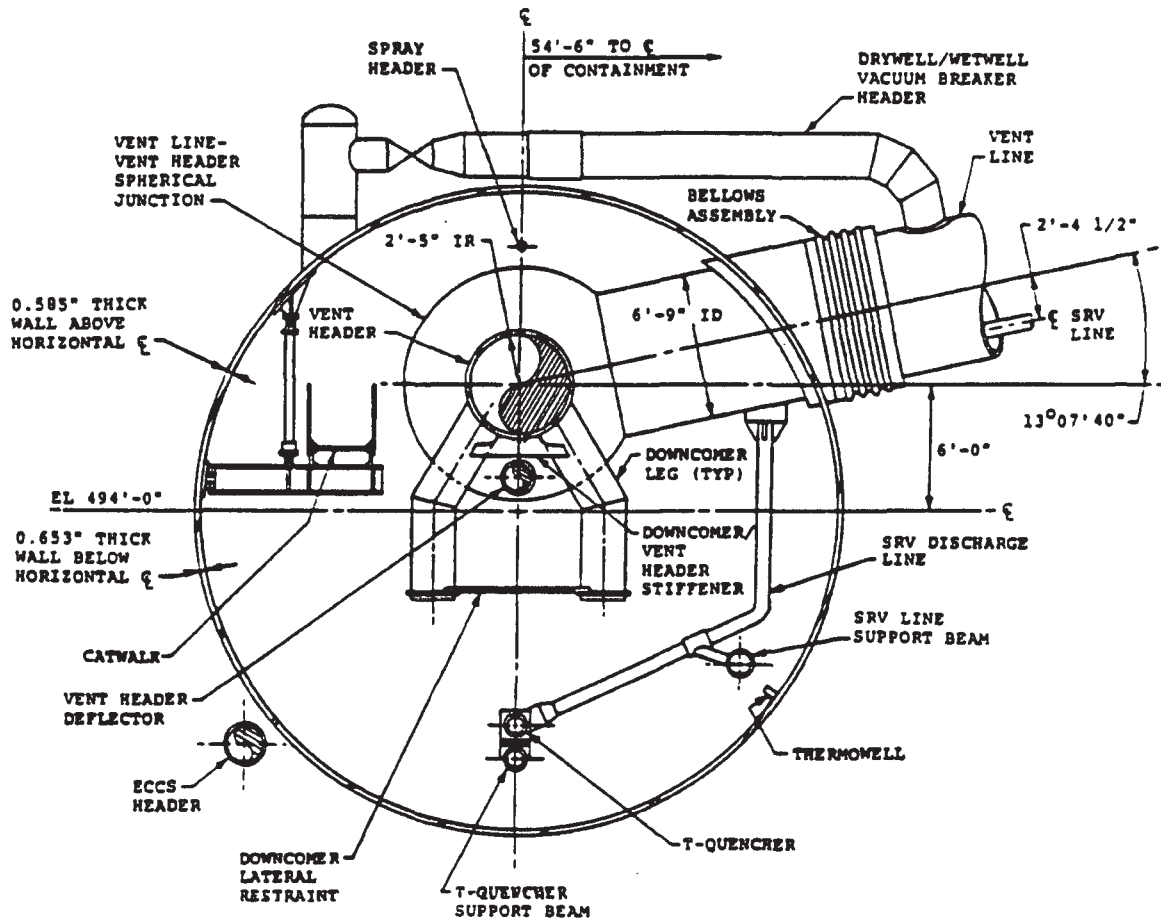 ℄
SPRAY
HEADER
54'-6" TO ℄
OF CONTAINMENT
DRYWELL/WETWELL
VACUUM BREAKER
HEADER
VENT
LINE
VENT LINE-
VENT HEADER
SPHERICAL
JUNCTION
BELLOWS
ASSEMBLY
2'-4 1/2"
2'-5" IR
0.585" THICK
WALL ABOVE
HORIZONTAL ℄
VENT
HEADER
6'-9" ID
℄ SRV
LINE
13°07'40"
6'-0"
DOWNCOMER
LEG (TYP)
EL 494'-0"
℄
0.653" THICK
WALL BELOW
HORIZONTAL ℄
DOWNCOMER
VENT
HEADER
STIFFENER
SRV DISCHARGE
LINE
SRV LINE
SUPPORT BEAM
CATWALK
VENT HEADER
DEFLECTOR
THERMOWELL
ECCS
HEADER
T-QUENCHER
DOWNCOMER
LATERAL
RESTRAINT
T-QUENCHER
SUPPORT BEAM